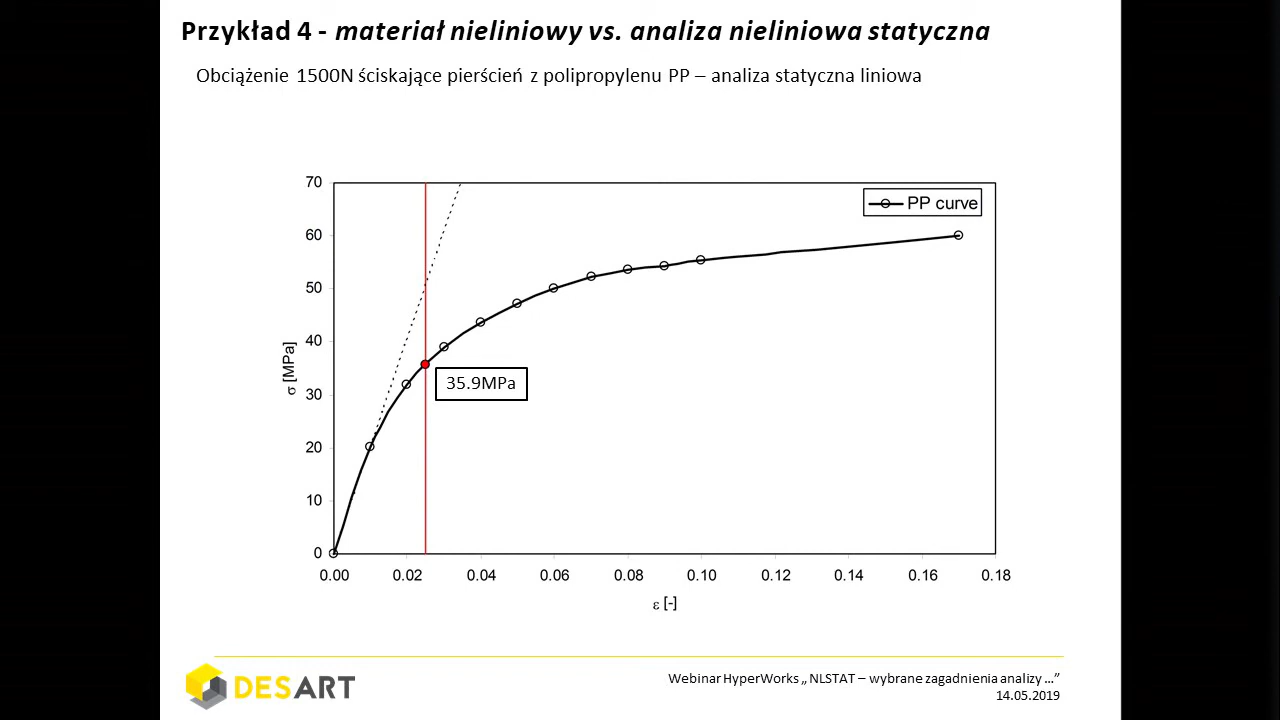 Przykład 4 - materiał nieliniowy vs. analiza nieliniowa statyczna
Obciążenie 1500N ściskające pierścień z polipropylenu PP – analiza statyczna liniowa
70
60
50
40
30
20
10
0
σ [MPa]
PP curve
35.9MPa
0.00 0.02 0.04 0.06 0.08 0.10 0.12 0.14 0.16 0.18
ε [-]
DESART
Webinar HyperWorks „ NLSTAT – wybrane zagadnienia analizy ...”
14.05.2019